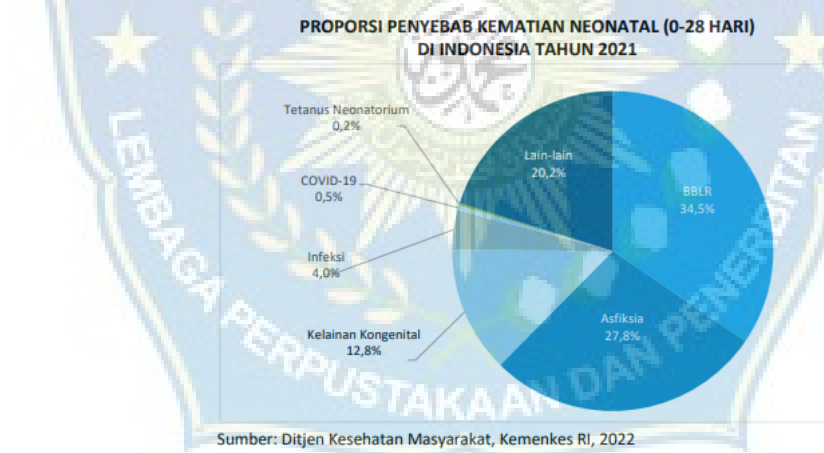 PROPORSI PENYEBAB KEMATIAN NEONATAL (0-28 HARI)
DI INDONESIA TAHUN 2021
Tetanus Neonatorium
0,2%
COVID-19
0,5%
Infeksi
4,0%
Kelainan Kongenital
12,8%
Lain-lain
20,2%
BBLR
34,5%
Asfiksia
27,8%
LEMBAGA PERPUSTAKAAN DAN PENERBITAN
Sumber: Ditjen Kesehatan Masyarakat, Kemenkes RI, 2022